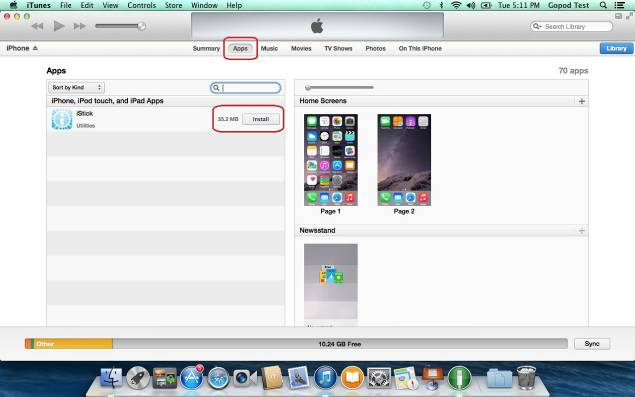 iTunes File Edit View Controls Store Window Help Tue 5:11 PM Gopod Test
Search Library
iPhone Summary Apps Music Movies TV Shows Photos On This iPhone Library
Apps 70 apps
Sort by Kind
iPhone, iPod touch, and iPad Apps
Home Screens +
iStick
Utilities
33.2 MB Install
Page 1 Page 2
Newsstand +
Newsstand
Other 10.24 GB Free Sync